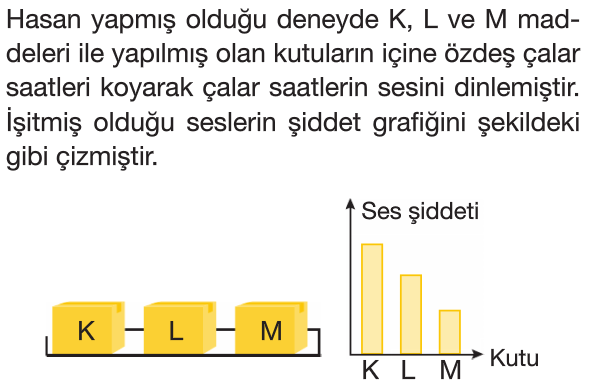 Hasan yapmış olduğu deneyde K, L ve M mad-
deleri ile yapılmış olan kutuların içine özdeş çalar
saatleri koyarak çalar saatlerin sesini dinlemiştir.
İşitmiş olduğu seslerin şiddet grafiğini şekildeki
gibi çizmiştir.
Ses şiddeti
K L M
Kutu
K L M